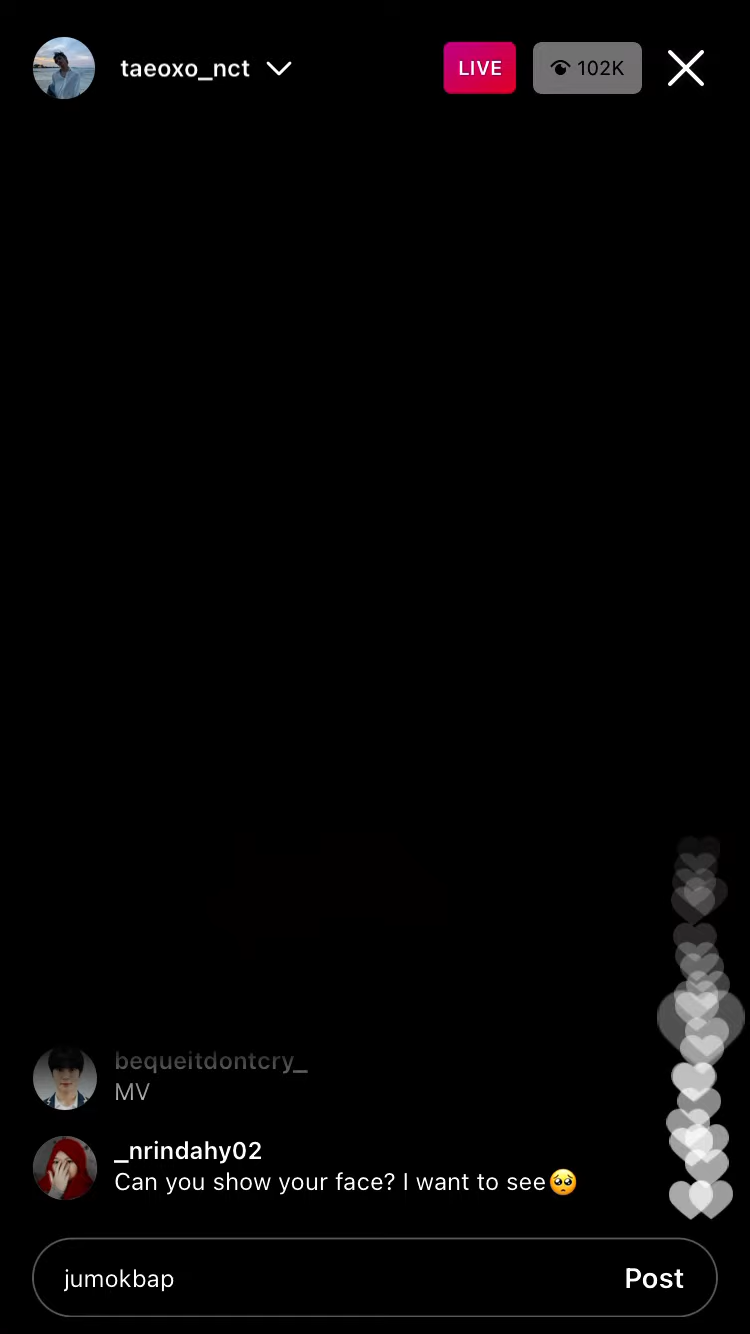 taeoxo_nct
LIVE
102K
bequeitdontcry_
MV
_nrindahy02
Can you show your face? I want to see🥺
jumokbap
Post